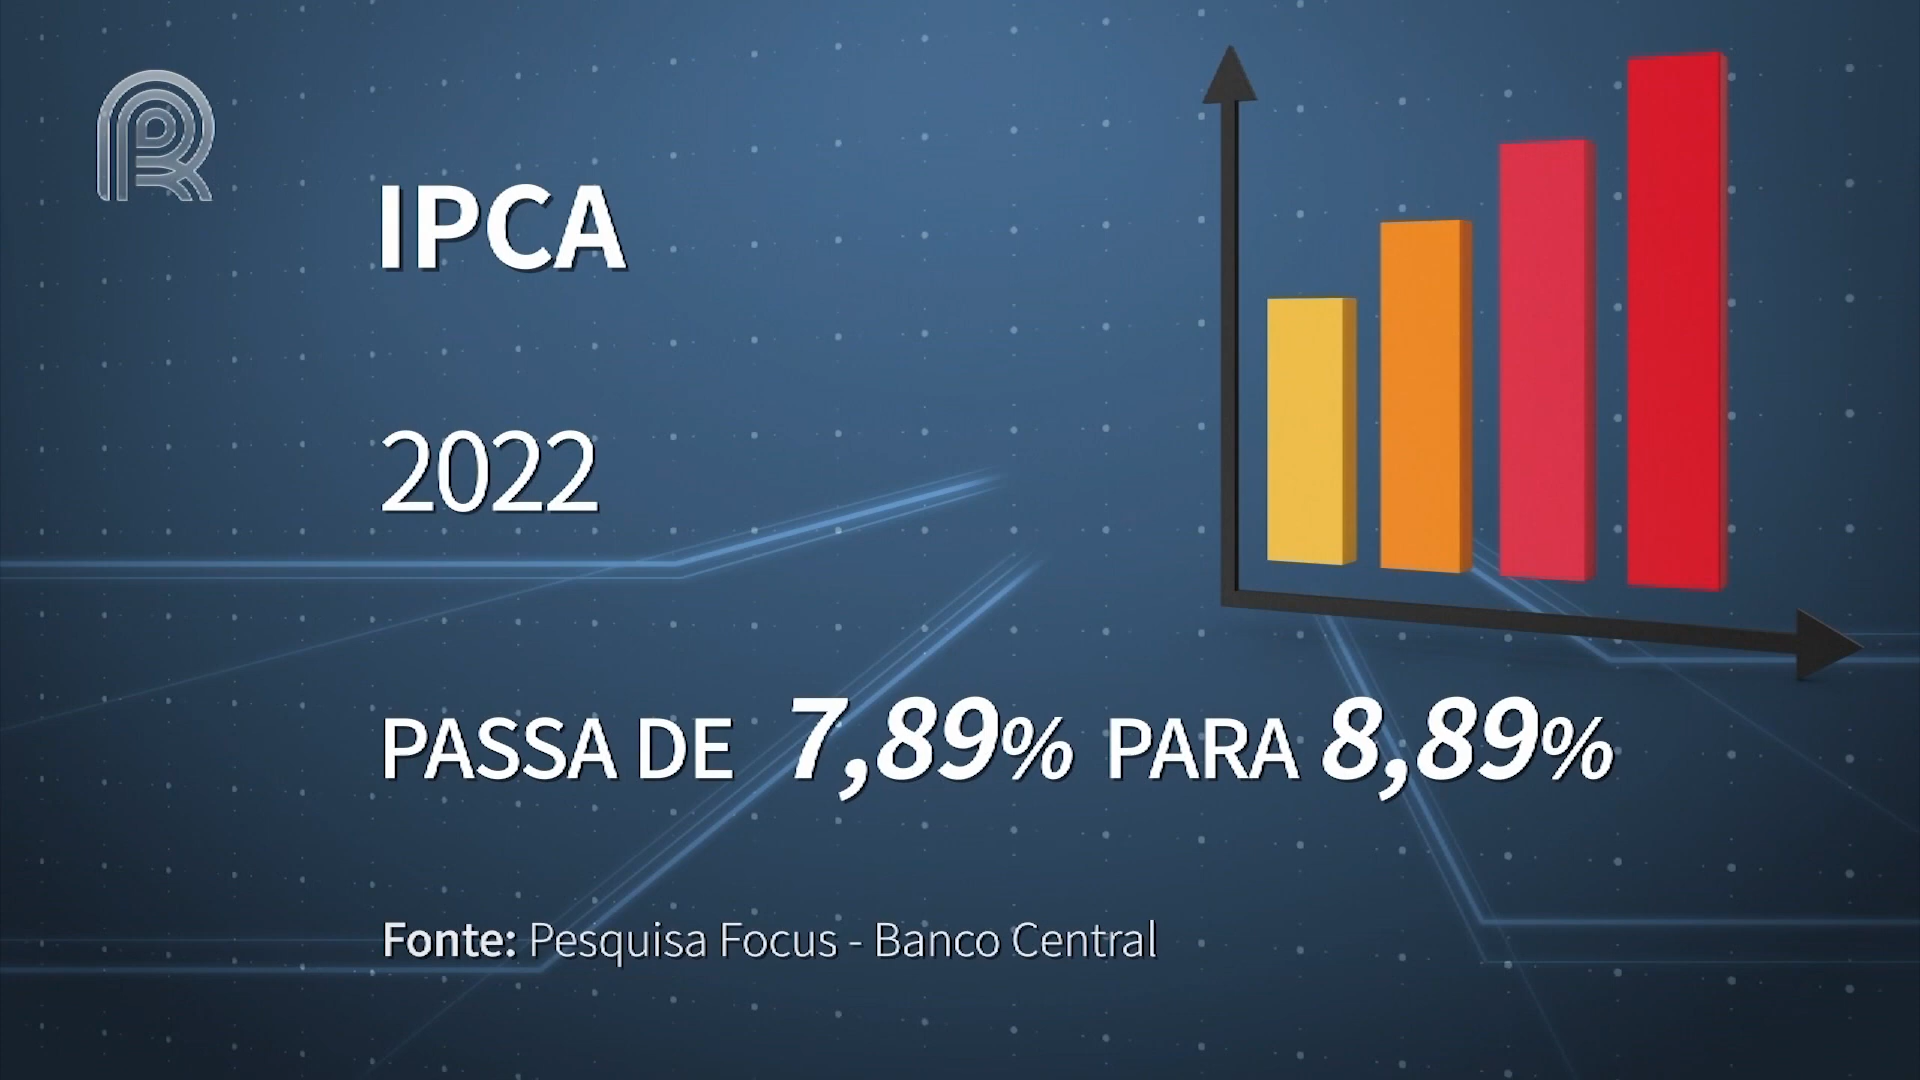 IPCA
2022
PASSA DE 7,89% PARA 8,89%
Fonte: Pesquisa Focus - Banco Central